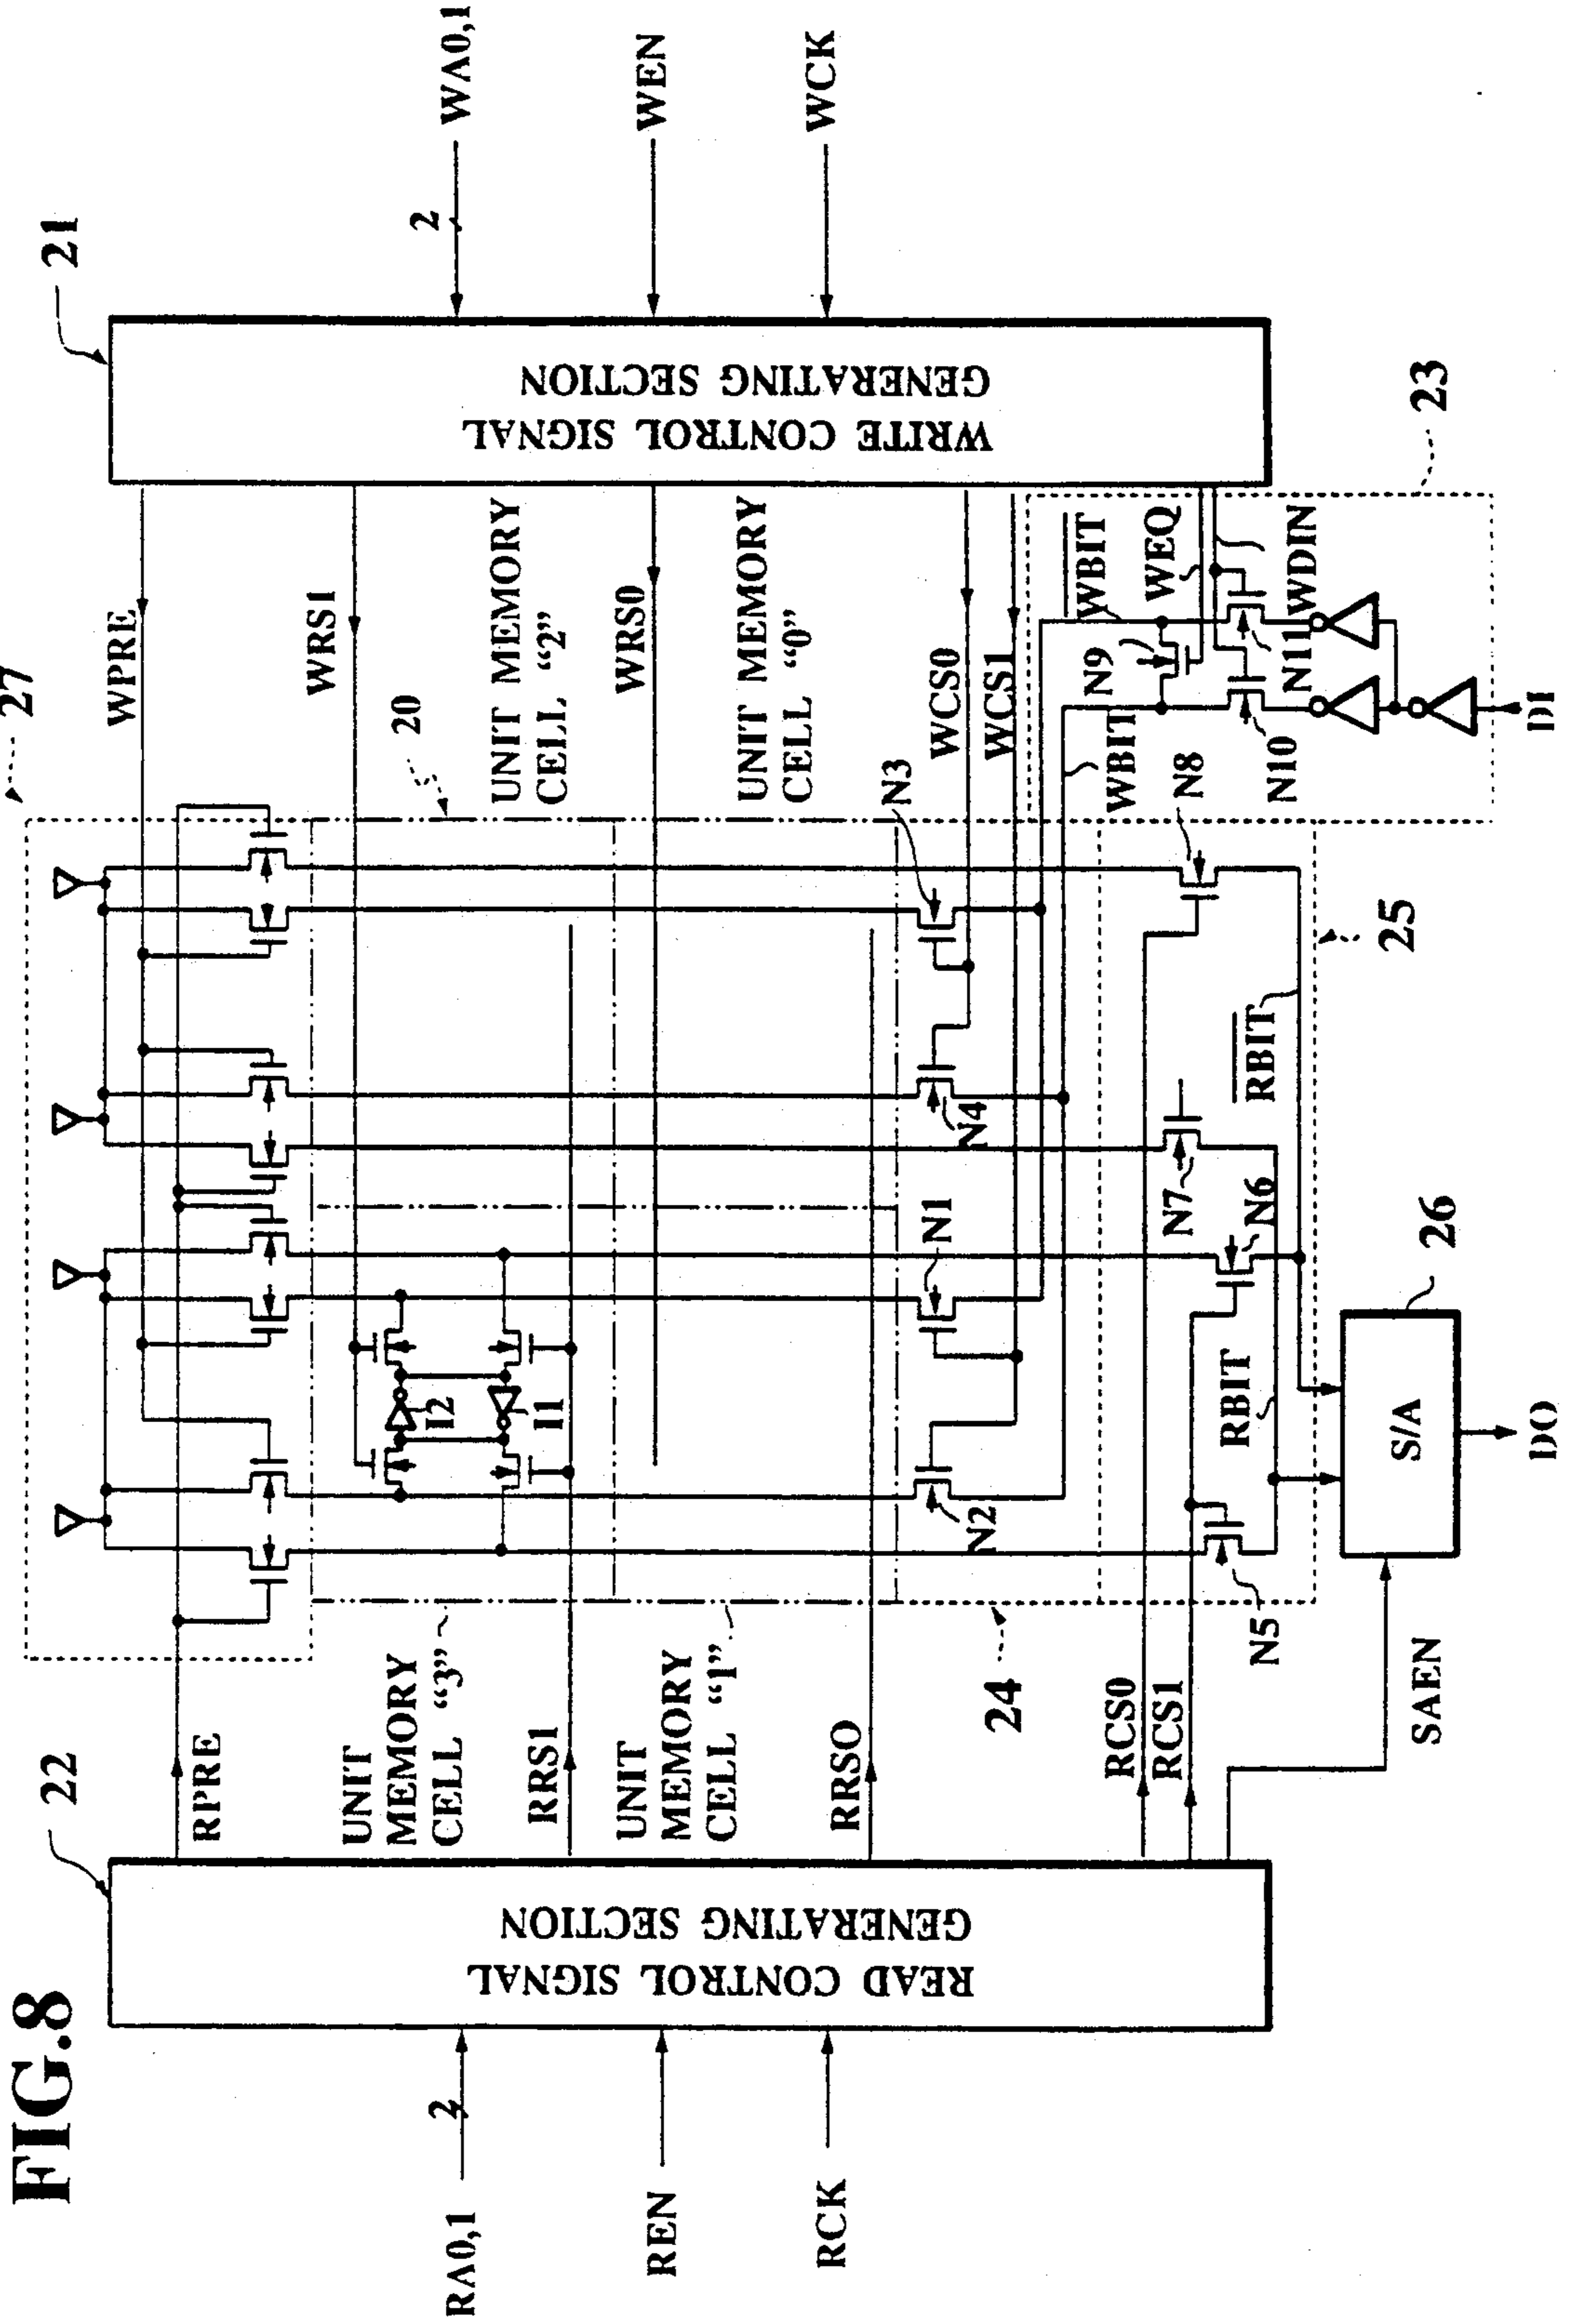 FIG.8
22
27
21
RPRE
WPRE
UNIT
MEMORY
CELL “3”
WRS1
20
UNIT MEMORY
CELL “2”
I2
I1
RRS1
WRS0
UNIT
MEMORY
CELL “1”
UNIT MEMORY
CELL “0”
RRSO
N2
N1
N4
N3
WCS0
WCS1
24
RCS0
RCS1
N5
N6
N7
N8
RBIT
RBIT
25
WBIT
WBIT
N9
WEQ
N10
N11
WDIN
23
DI
SAEN
S/A
26
DO
RA0,1
2
REN
RCK
READ CONTROL SIGNAL
GENERATING SECTION
WRITE CONTROL SIGNAL
GENERATING SECTION
2
WA0,1
WEN
WCK